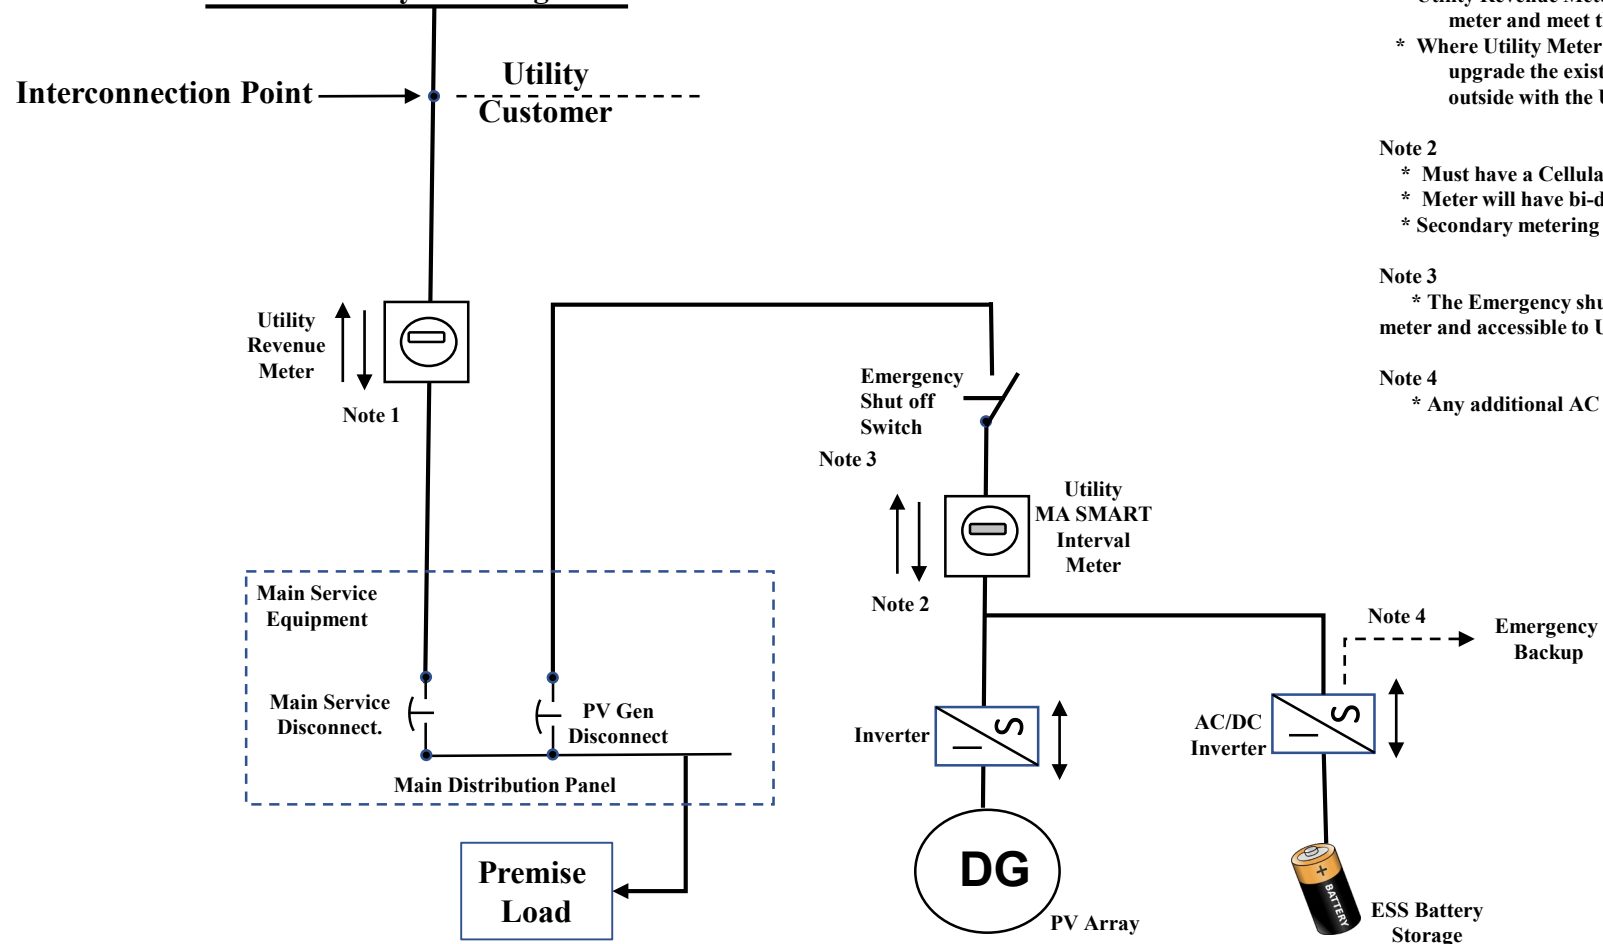 Interconnection Point
Utility
Customer
Utility Revenue Mete
meter and meet t
* Where Utility Meter
upgrade the exist
outside with the U
Note 2
* Must have a Cellula
* Meter will have bi-d
* Secondary metering
Note 3
* The Emergency shu
meter and accessible to U
Note 4
* Any additional AC
Utility
Revenue
Meter
Note 1
Emergency
Shut off
Switch
Note 3
Utility
MA SMART
Interval
Meter
Note 2
Main Service
Equipment
Main Service
Disconnect.
PV Gen
Disconnect
Main Distribution Panel
Premise
Load
Inverter
DG
PV Array
Note 4
Emergency
Backup
AC/DC
Inverter
BATTERY
ESS Battery
Storage